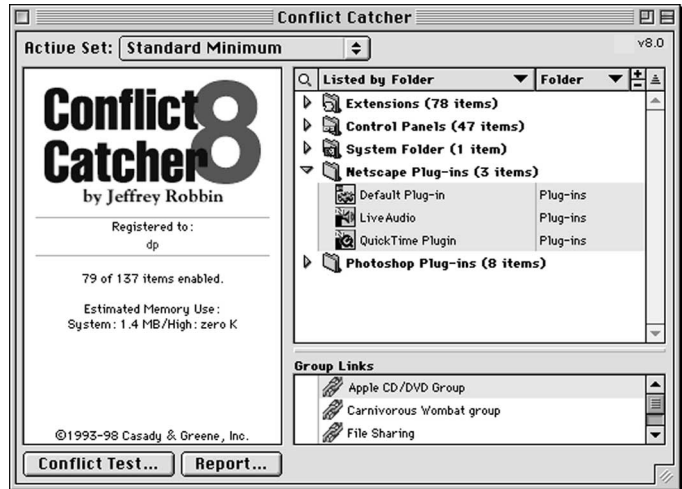 Conflict Catcher
Active Set: Standard Minimum
v8.0
Conflict 8
Catcher
by Jeffrey Robbin
Registered to:
dp
79 of 137 items enabled.
Estimated Memory Use:
System: 1.4 MB/High: zero K
©1993-98 Casady & Greene, Inc.
Listed by Folder Folder
Extensions (78 items)
Control Panels (47 items)
System Folder (1 item)
Netscape Plug-ins (3 items)
Default Plug-in Plug-ins
LiveAudio Plug-ins
QuickTime Plugin Plug-ins
Photoshop Plug-ins (8 items)
Group Links
Apple CD/DVD Group
Carnivorous Wombat group
File Sharing
Conflict Test... Report...